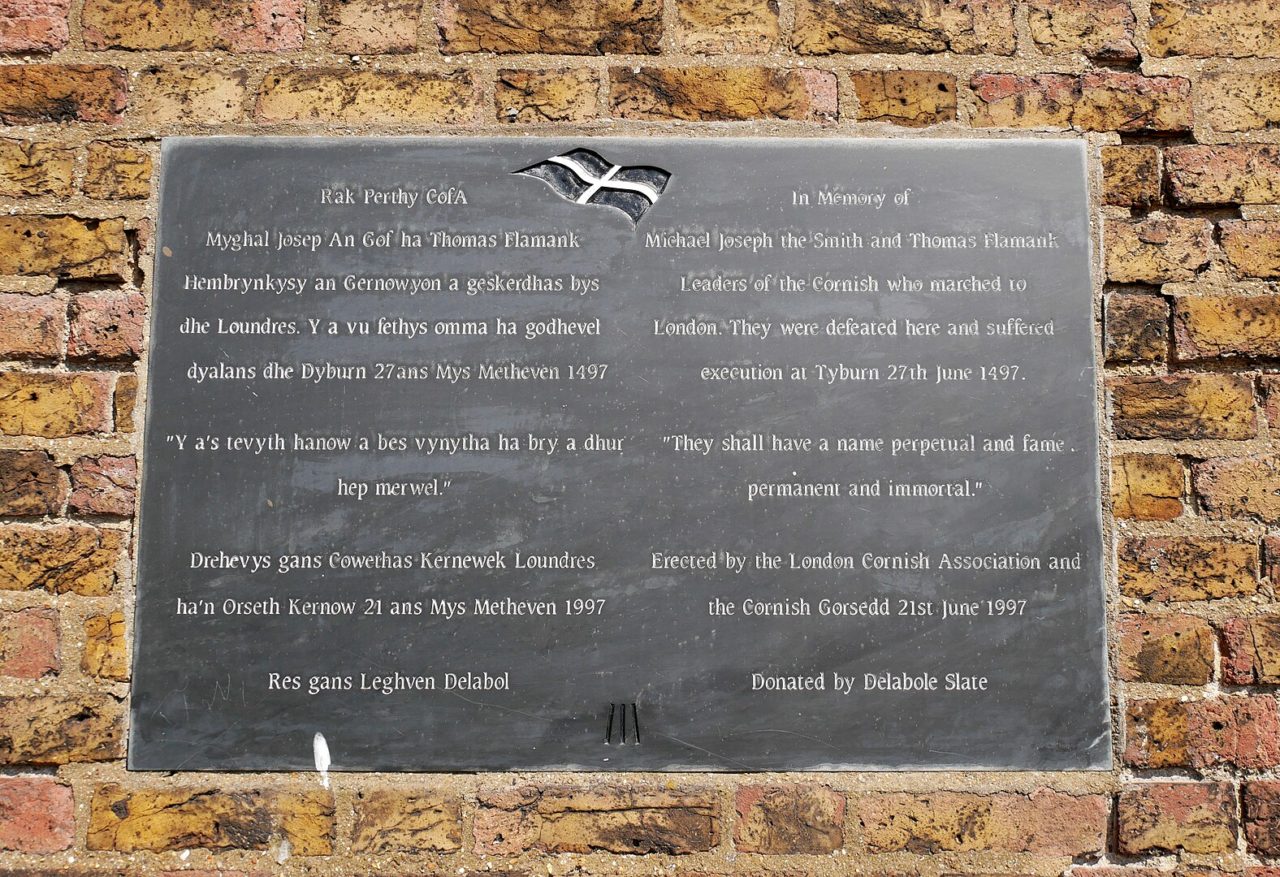 Rak Perthy CofA
Myghal Josep An Gof ha Thomas Flamank
Hembrynkysy an Gernowyon a geskerdhas bys
dhe Loundres. Y a vu fethys omma ha godhevel
dyalans dhe Dyburn 27ans Mys Metheven 1497
"Y a's tevyth hanow a bes vynytha ha bry a dhur
hep merwel."
Drehevys gans Cowethas Kernewek Loundres
ha'n Orseth Kernow 21 ans Mys Metheven 1997
Res gans Leghven Delabol
In Memory of
Michael Joseph the Smith and Thomas Flamank
Leaders of the Cornish who marched to
London. They were defeated here and suffered
execution at Tyburn 27th June 1497.
"They shall have a name perpetual and fame .
permanent and immortal."
Erected by the London Cornish Association and
the Cornish Gorsedd 21st June 1997
Donated by Delabole Slate